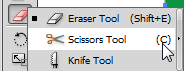 Eraser Tool (Shift+E)
Scissors Tool (C)
Knife Tool